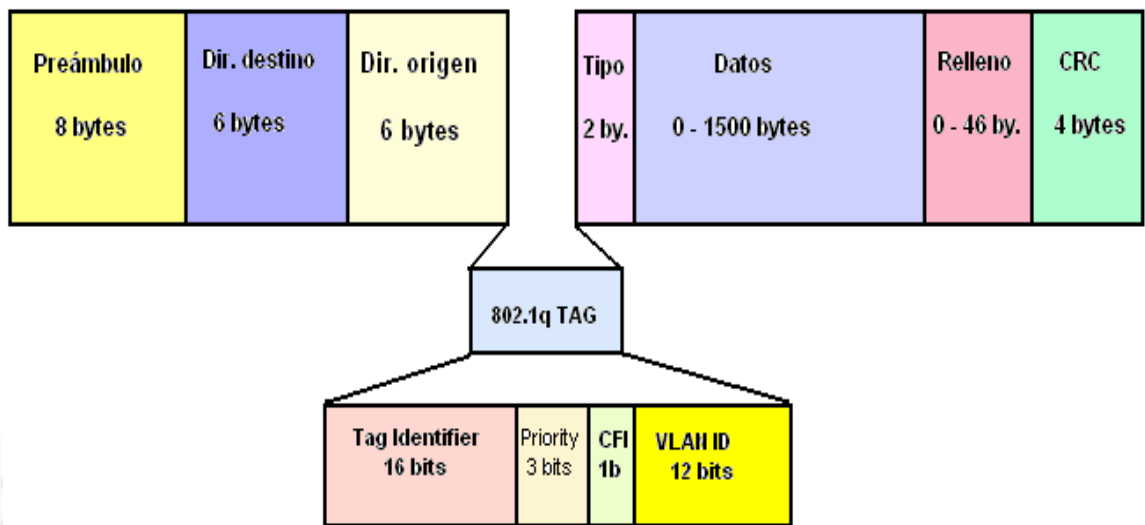 Preámbulo
8 bytes
Dir. destino
6 bytes
Dir. origen
6 bytes
Tipo
2 by.
Datos
0 - 1500 bytes
Relleno
0 - 46 by.
CRC
4 bytes
802.1q TAG
Tag Identifier
16 bits
Priority
3 bits
CFI
1b
VLAN ID
12 bits